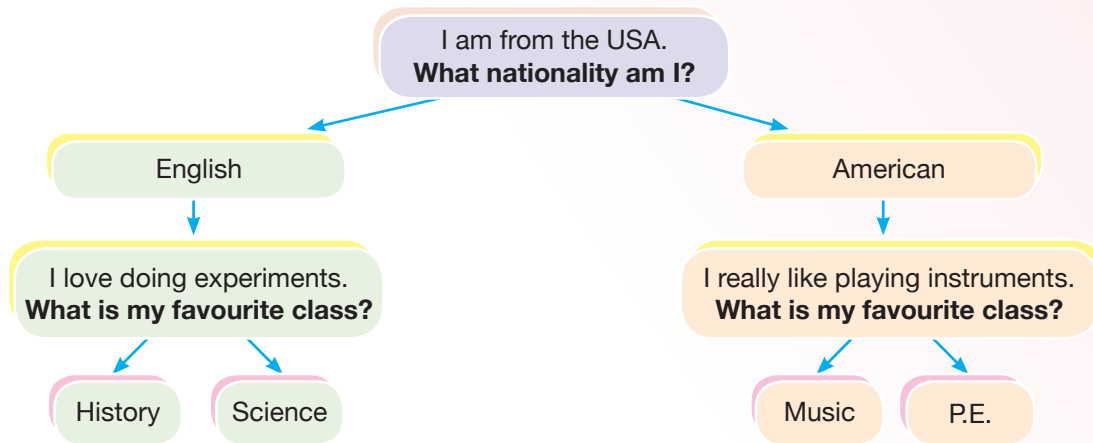 I am from the USA.
What nationality am I?
English
American
I love doing experiments.
What is my favourite class?
I really like playing instruments.
What is my favourite class?
History
Science
Music
P.E.